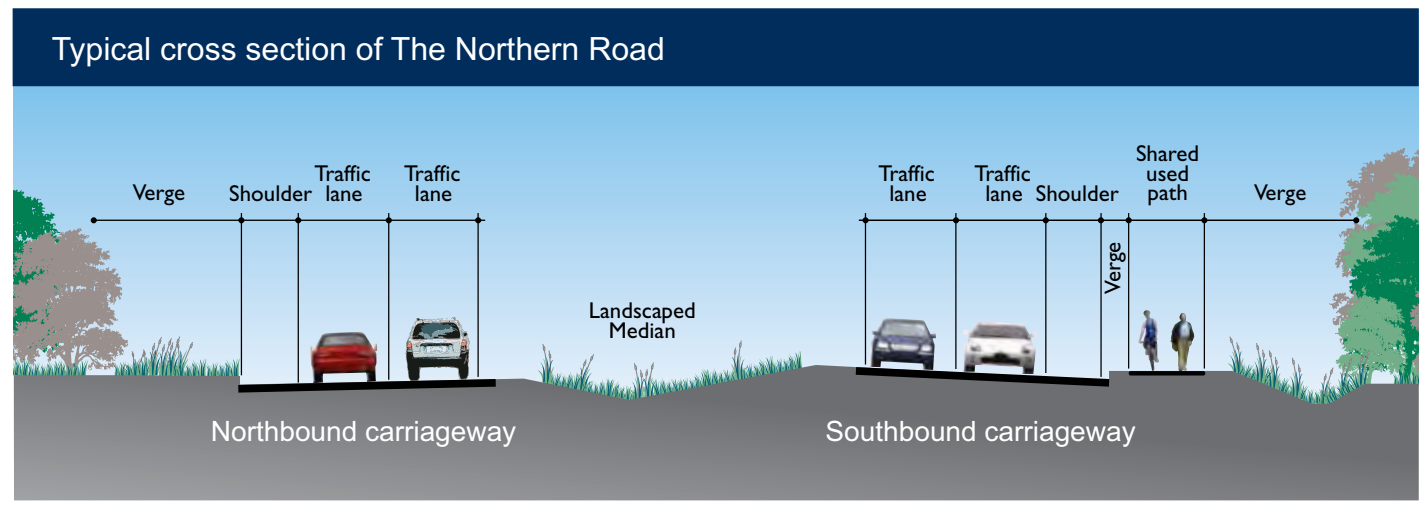 Typical cross section of The Northern Road
Verge
Shoulder
Traffic
lane
Traffic
lane
Landscaped
Median
Traffic
lane
Traffic
lane
Shoulder
Verge
Shared
used
path
Verge
Northbound carriageway
Southbound carriageway